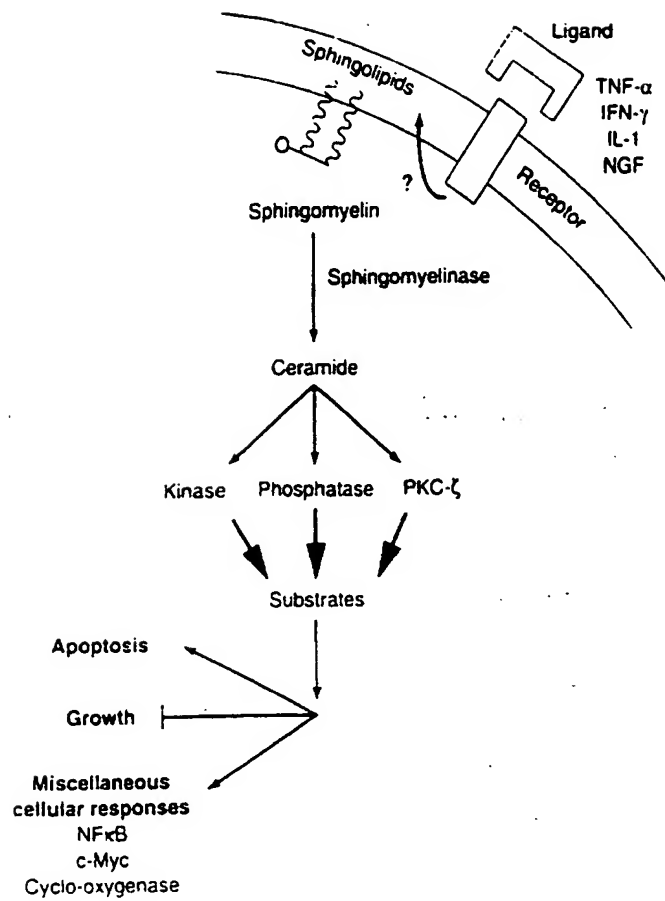 Ligand
Sphingolipids
TNF-α
IFN-γ
IL-1
NGF
?
Receptor
Sphingomyelin
Sphingomyelinase
Ceramide
Kinase Phosphatase PKC-ζ
Substrates
Apoptosis
Growth
Miscellaneous
cellular responses
NFκB
c-Myc
Cyclo-oxygenase